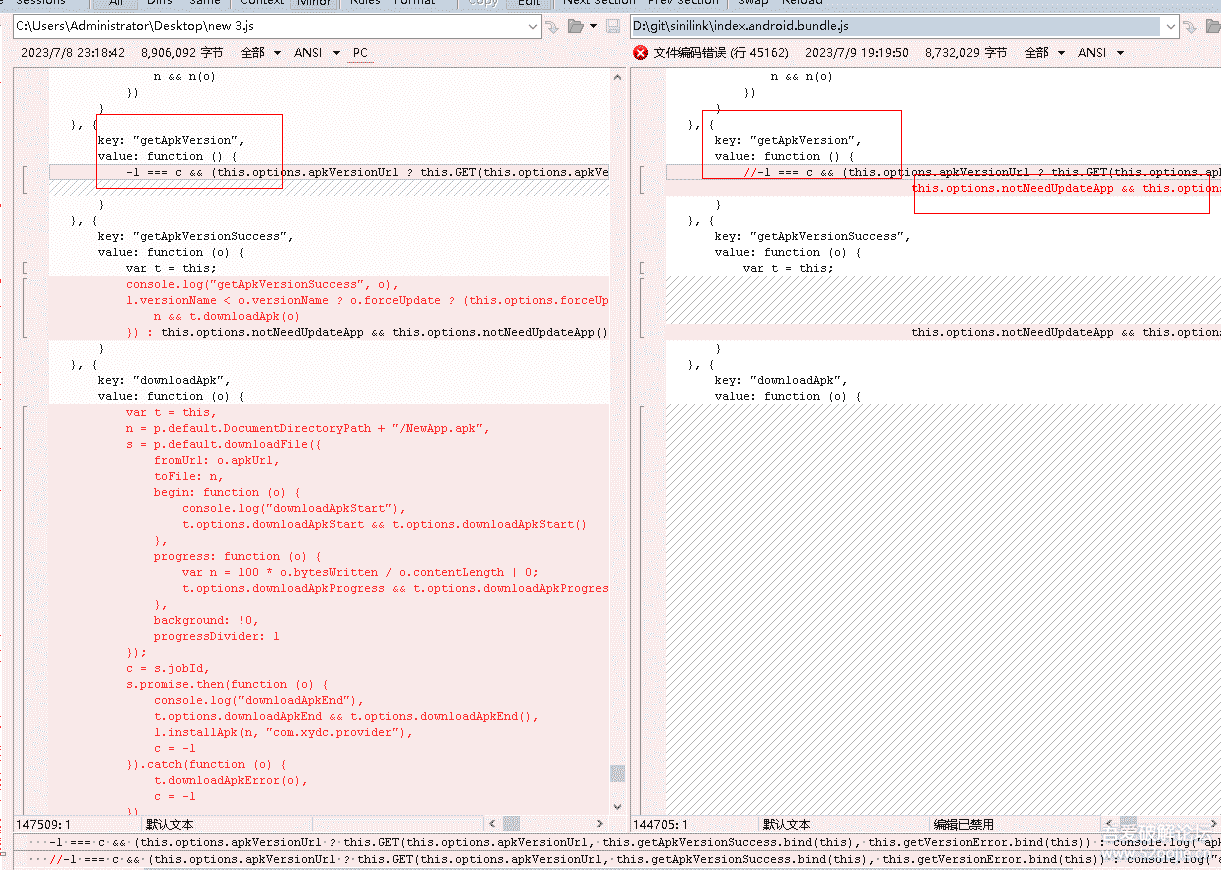 sessions All Diffs Same Context Minor Rules Format Copy Edit Next Section Prev Section Swap Reload
C:\Users\Administrator\Desktop\new 3.js
D:\git\sinilink\index.android.bundle.js
2023/7/8 23:18:42 8,906,092 字节 全部 ANSI PC
文件编码错误 (行 45162) 2023/7/9 19:19:50 8,732,029 字节 全部 ANSI
n && n(o)
})
}
}, {
key: "getApkVersion",
value: function () {
-1 === c && (this.options.apkVersionUrl ? this.GET(this.options.apkVe
}
}, {
key: "getApkVersionSuccess",
value: function (o) {
var t = this;
console.log("getApkVersionSuccess", o),
l.versionName < o.versionName ? o.forceUpdate ? (this.options.forceUp
n && t.downloadApk(o)
}) : this.options.notNeedUpdateApp && this.options.notNeedUpdateApp()
}
}, {
key: "downloadApk",
value: function (o) {
var t = this,
n = p.default.DocumentDirectoryPath + "/NewApp.apk",
s = p.default.downloadFile({
fromUrl: o.apkUrl,
toFile: n,
begin: function (o) {
console.log("downloadApkStart"),
t.options.downloadApkStart && t.options.downloadApkStart()
},
progress: function (o) {
var n = 100 * o.bytesWritten / o.contentLength | 0;
t.options.downloadApkProgress && t.options.downloadApkProgres
},
background: !0,
progressDivider: 1
});
c = s.jobId,
s.promise.then(function (o) {
console.log("downloadApkEnd"),
t.options.downloadApkEnd && t.options.downloadApkEnd(),
l.installApk(n, "com.xydc.provider"),
c = -1
}).catch(function (o) {
t.downloadApkError(o),
c = -1
})
n && n(o)
})
}
}, {
key: "getApkVersion",
value: function () {
//-1 === c && (this.options.apkVersionUrl ? this.GET(this.options.apk
this.options.notNeedUpdateApp && this.option
}
}, {
key: "getApkVersionSuccess",
value: function (o) {
var t = this;
this.options.notNeedUpdateApp && this.options
}
}, {
key: "downloadApk",
value: function (o) {
147509: 1 默认文本
144705: 1 默认文本 编辑已禁用
-1 === c && (this.options.apkVersionUrl ? this.GET(this.options.apkVersionUrl, this.getApkVersionSuccess.bind(this), this.getVersionError.bind(this)) : console.log("ap
//-1 === c && (this.options.apkVersionUrl ? this.GET(this.options.apkVersionUrl, this.getApkVersionSuccess.bind(this), this.getVersionError.bind(this)) : console.log("a
吾爱破解论坛
www.52pojie.cn